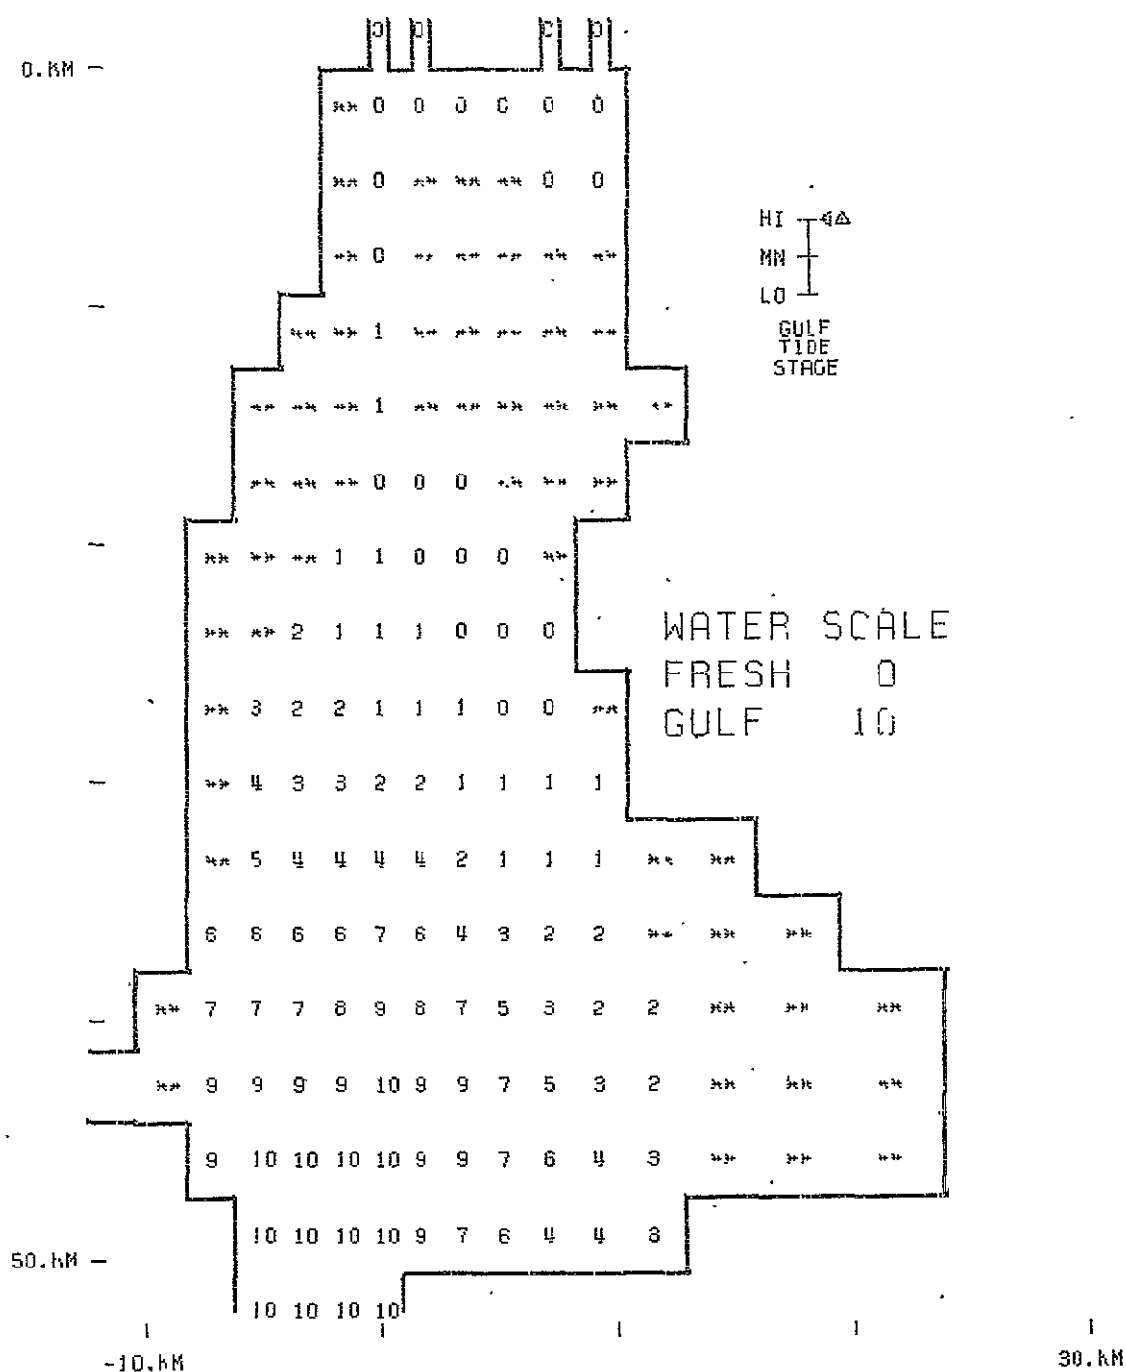 0 0 0 0
0.KM
** 0 0 0 0 0 0
** 0 ** ** ** 0 0
HI
** 0 ** ** ** ** **
MN
LO
** ** 1 ** ** ** ** ** **
GULF
TIDE
STAGE
** ** ** 1 ** ** ** ** ** **
** ** ** 0 0 0 ** ** **
** ** ** 1 1 0 0 0 **
** ** 2 1 1 1 0 0 0
WATER SCALE
FRESH 0
** 3 2 2 1 1 1 0 0 **
GULF 10
** 4 3 3 2 2 1 1 1 1
** 5 4 4 4 4 2 1 1 1 ** **
6 6 6 6 7 6 4 3 2 2 ** ** **
** 7 7 7 8 9 8 7 5 3 2 2 ** ** **
** 9 9 9 9 10 9 9 7 5 3 2 ** ** **
9 10 10 10 10 9 9 7 6 4 3 ** ** **
10 10 10 10 9 7 6 4 4 3
50.KM
10 10 10 10
-10.KM 30.KM